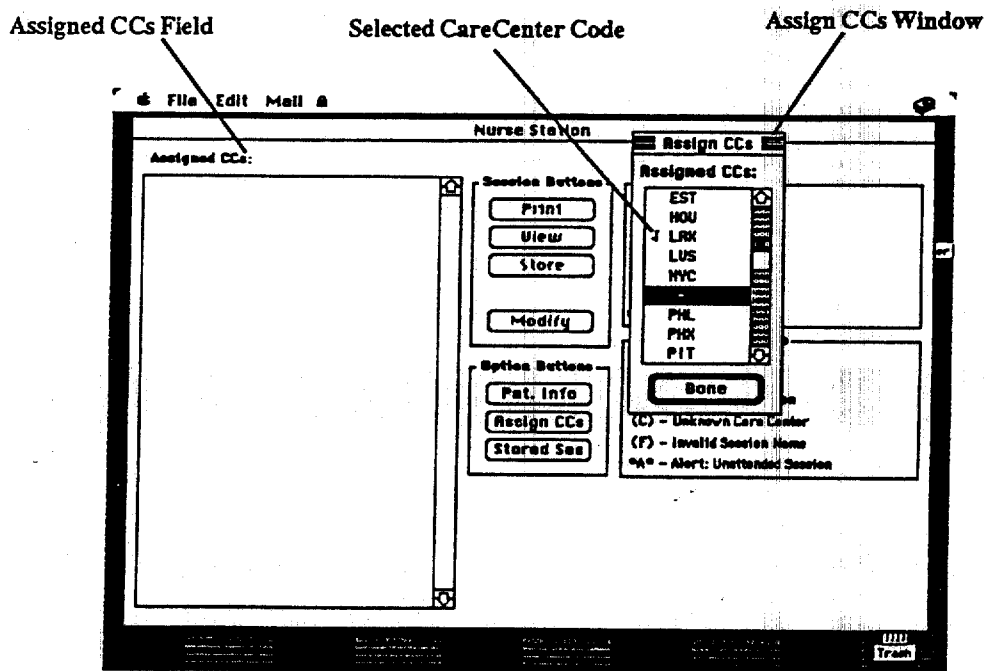 Assigned CCs Field
Selected CareCenter Code
Assign CCs Window
File Edit Mail
Nurse Station
Assigned CCs:
Session Buttons
Print
View
Store
Modify
Option Buttons
Pat. Info
Assign CCs
Stored Ses
Assign CCs
Assigned CCs:
EST
HOU
LAX
LVS
NYC
-
PHL
PHX
PIT
Done
(C) - Unknown Care Center
(F) - Invalid Session Name
*A* - Alert: Unattended Session
er
Trash